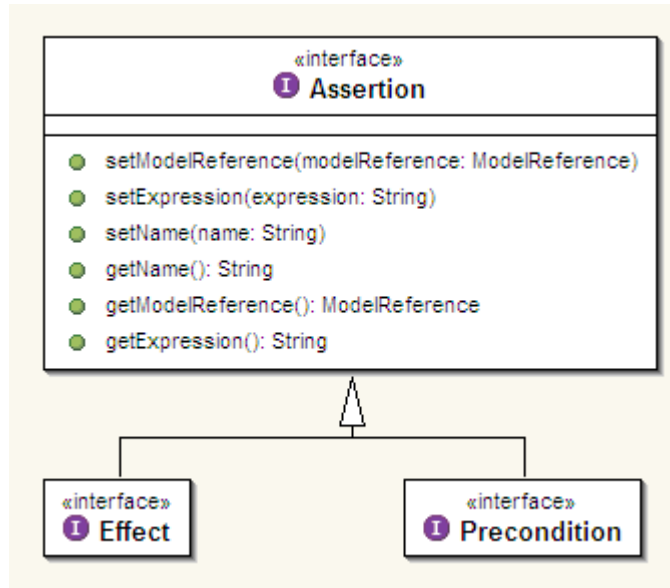 «interface»
I Assertion
setModelReference(modelReference: ModelReference)
setExpression(expression: String)
setName(name: String)
getName(): String
getModelReference(): ModelReference
getExpression(): String
«interface»
I Effect
«interface»
I Precondition